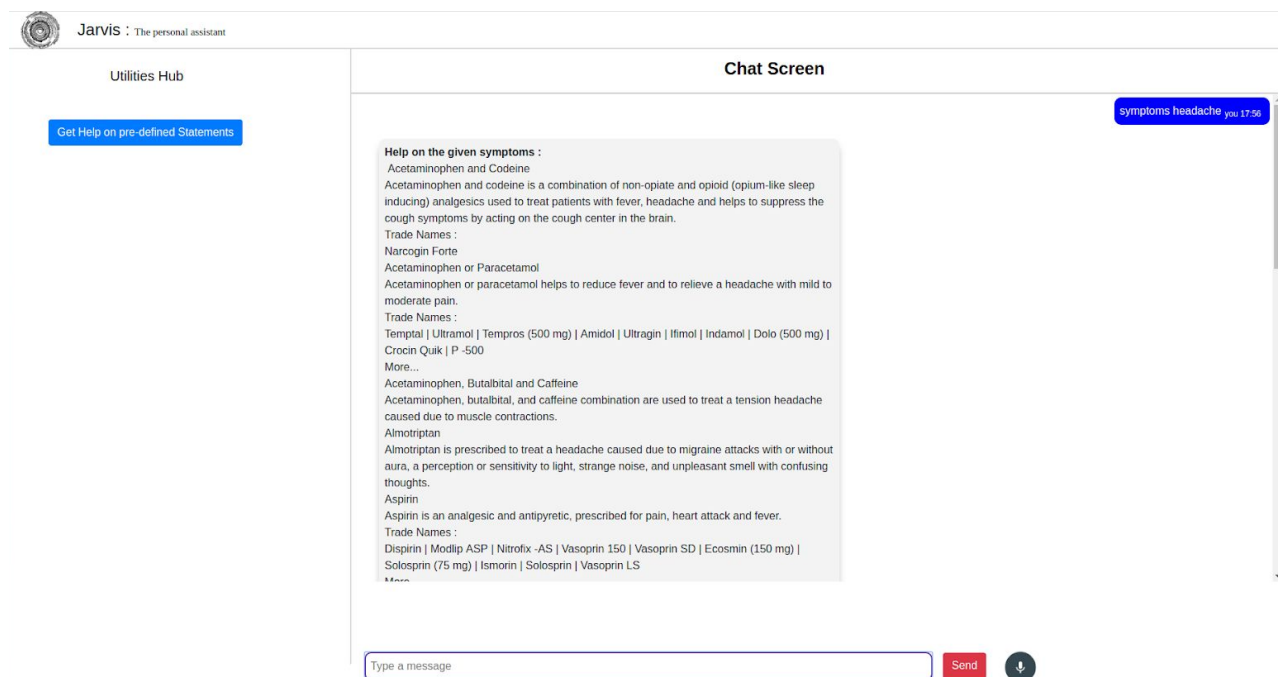 Jarvis : The personal assistant
Utilities Hub
Get Help on pre-defined Statements
Chat Screen
symptoms headache you 17:56
Help on the given symptoms :
Acetaminophen and Codeine
Acetaminophen and codeine is a combination of non-opiate and opioid (opium-like sleep
inducing) analgesics used to treat patients with fever, headache and helps to suppress the
cough symptoms by acting on the cough center in the brain.
Trade Names :
Narcogin Forte
Acetaminophen or Paracetamol
Acetaminophen or paracetamol helps to reduce fever and to relieve a headache with mild to
moderate pain.
Trade Names :
Temptal | Ultramol | Tempros (500 mg) | Amidol | Ultragin | Ifimol | Indamol | Dolo (500 mg) |
Crocin Quik | P -500
More...
Acetaminophen, Butalbital and Caffeine
Acetaminophen, butalbital, and caffeine combination are used to treat a tension headache
caused due to muscle contractions.
Almotriptan
Almotriptan is prescribed to treat a headache caused due to migraine attacks with or without
aura, a perception or sensitivity to light, strange noise, and unpleasant smell with confusing
thoughts.
Aspirin
Aspirin is an analgesic and antipyretic, prescribed for pain, heart attack and fever.
Trade Names :
Dispirin | Modlip ASP | Nitrofix -AS | Vasoprin 150 | Vasoprin SD | Ecosmin (150 mg) |
Solosprin (75 mg) | Ismorin | Solosprin | Vasoprin LS
Type a message
Send